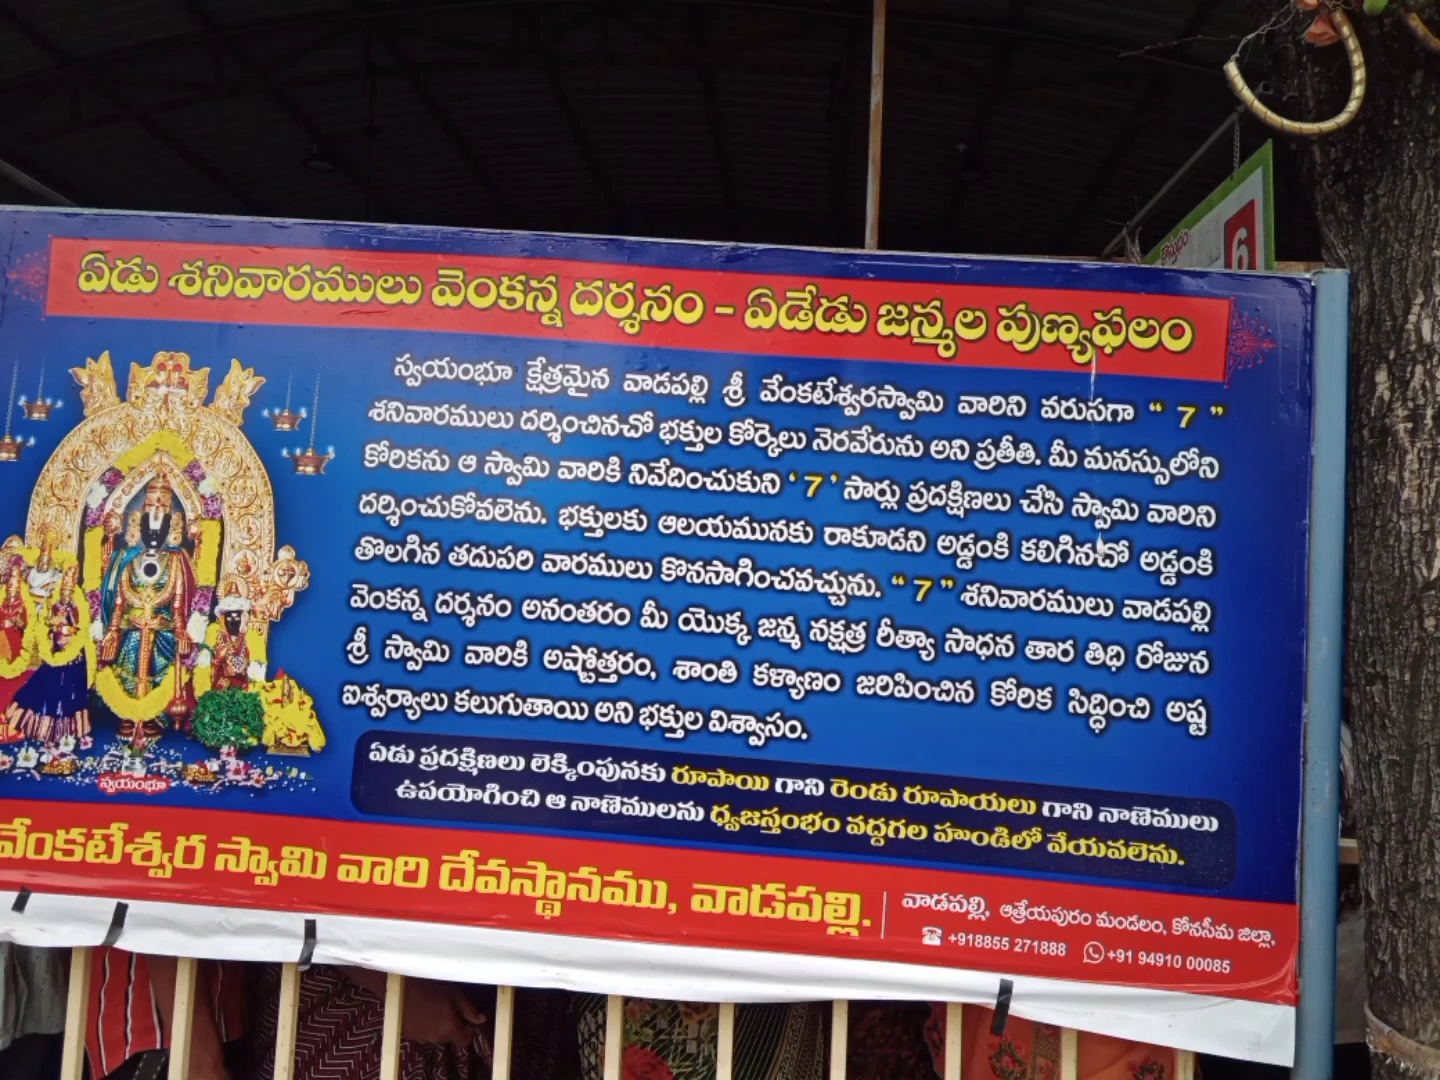 ఏడు శనివారములు వెంకన్న దర్శనం - ఏడేడు జన్మల పుణ్యఫలం
స్వయంభూ క్షేత్రమైన వాడపల్లి శ్రీ వేంకటేశ్వరస్వామి వారిని వరుసగా “ 7 ”
శనివారములు దర్శించినచో భక్తుల కోర్కెలు నెరవేరును అని ప్రతీతి. మీ మనస్సులోని
కోరికను ఆ స్వామి వారికి నివేదించుకుని ‘ 7 ’ సార్లు ప్రదక్షిణలు చేసి స్వామి వారిని
దర్శించుకోవలెను. భక్తులకు ఆలయమునకు రాకూడని అడ్డంకి కలిగినచో అడ్డంకి
తొలగిన తదుపరి వారములు కొనసాగించవచ్చును. “ 7 ” శనివారములు వాడపల్లి
వెంకన్న దర్శనం అనంతరం మీ యొక్క జన్మ నక్షత్ర రీత్యా సాధన తార తిధి రోజున
శ్రీ స్వామి వారికి అష్టోత్తరం, శాంతి కళ్యాణం జరిపించిన కోరిక సిద్ధించి అష్ట
ఐశ్వర్యాలు కలుగుతాయి అని భక్తుల విశ్వాసం.
స్వయంభూ
ఏడు ప్రదక్షిణలు లెక్కింపునకు రూపాయి గాని రెండు రూపాయలు గాని నాణెములు
ఉపయోగించి ఆ నాణెములను ధ్వజస్తంభం వద్దగల హుండిలో వేయవలెను.
వేంకటేశ్వర స్వామి వారి దేవస్థానము, వాడపల్లి.
వాడపల్లి, ఆత్రేయపురం మండలం, కోనసీమ జిల్లా,
+918855 271888 +91 94910 00085
6